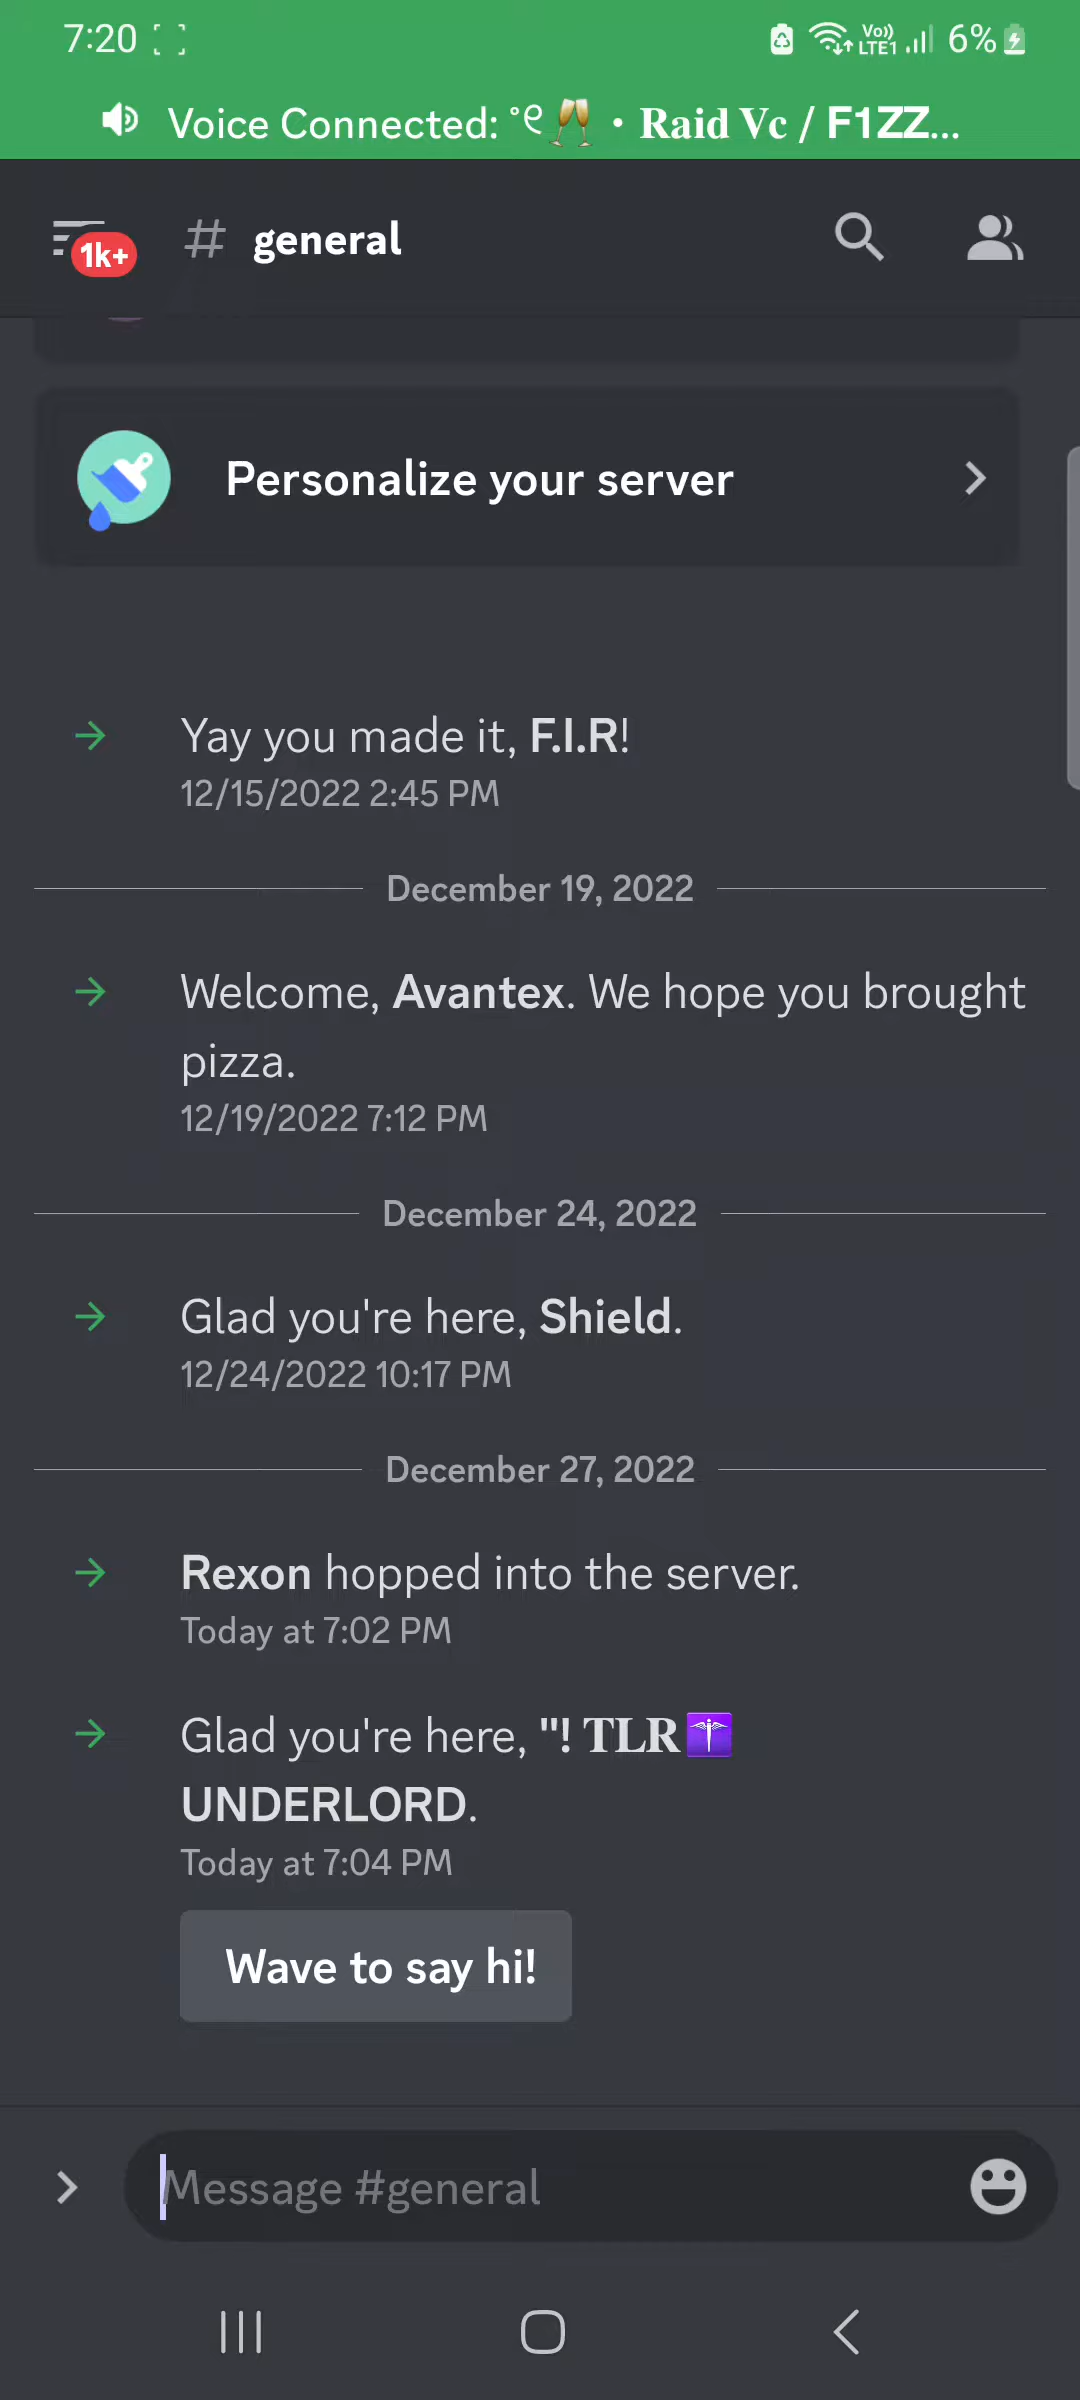 7:20 Vo)) LTE1 6%
Voice Connected: °୧🥂 • 𝐑𝐚𝐢𝐝 𝐕𝐜 / F1ZZ...
1k+ # general
Personalize your server
Yay you made it, F.I.R!
12/15/2022 2:45 PM
December 19, 2022
Welcome, Avantex. We hope you brought
pizza.
12/19/2022 7:12 PM
December 24, 2022
Glad you're here, Shield.
12/24/2022 10:17 PM
December 27, 2022
Rexon hopped into the server.
Today at 7:02 PM
Glad you're here, "! 𝐓𝐋𝐑⚚
UNDERLORD.
Today at 7:04 PM
Wave to say hi!
Message #general